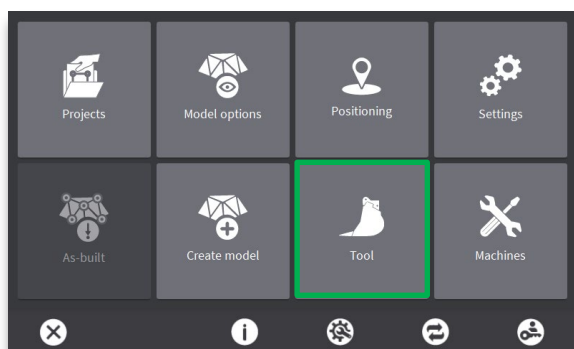 Projects
Model options
Positioning
Settings
As-built
Create model
Tool
Machines